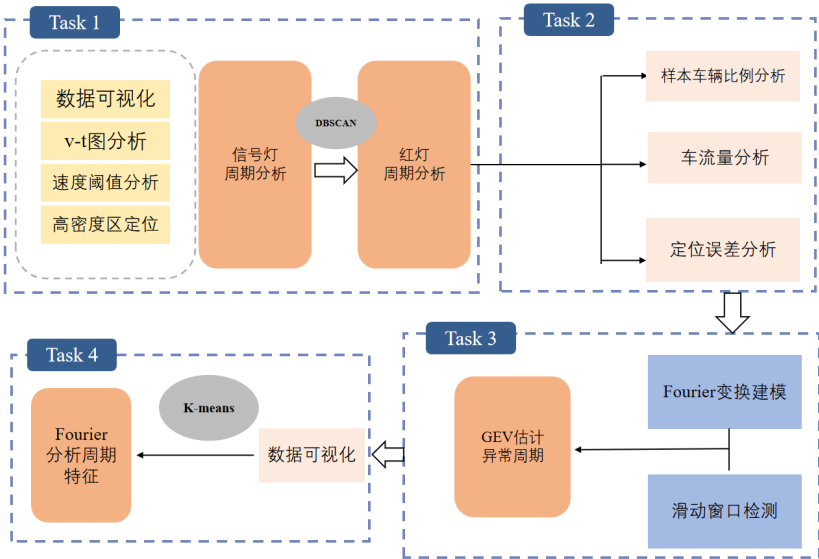 Task 1
数据可视化
v-t图分析
速度阈值分析
高密度区定位
信号灯
周期分析
DBSCAN
红灯
周期分析
Task 2
样本车辆比例分析
车流量分析
定位误差分析
Task 3
Fourier变换建模
滑动窗口检测
GEV估计
异常周期
Task 4
数据可视化
K-means
Fourier
分析周期
特征